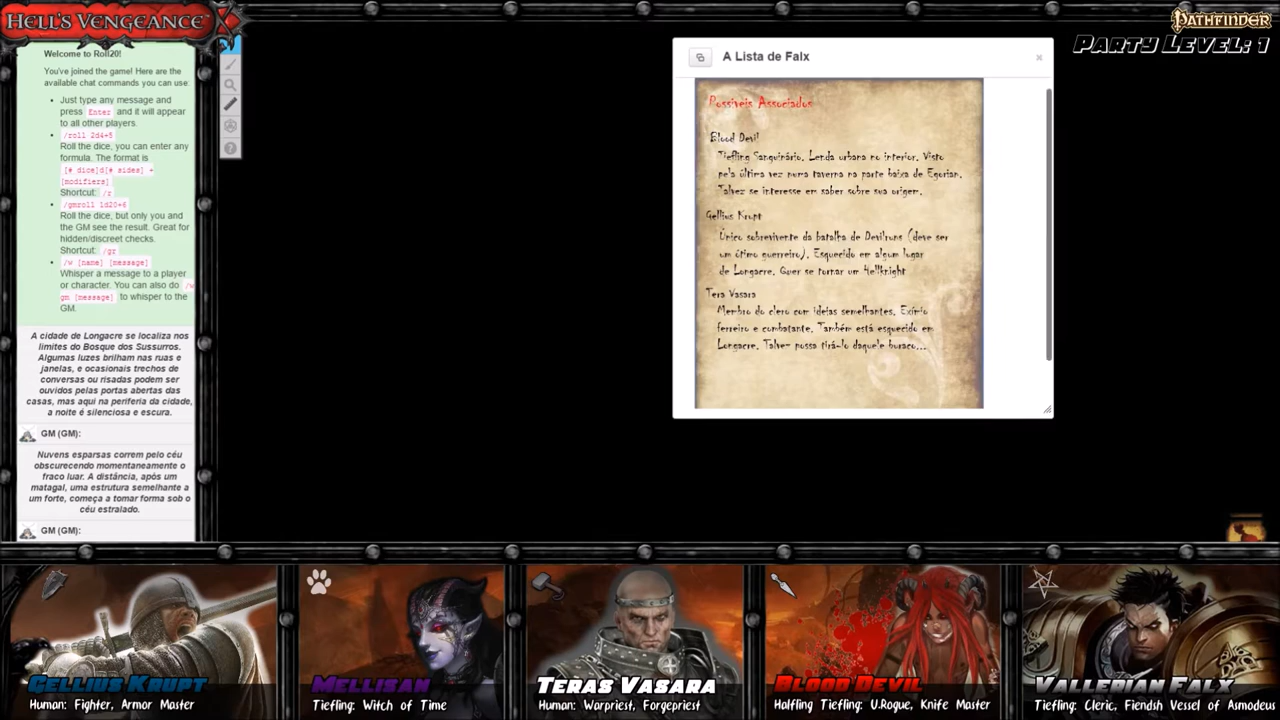 HELL'S VENGEANCE
Welcome to Roll20!
You've joined the game! Here are the
available chat commands you can use:
Just type any message and
press Enter and it will appear
to all other players.
/roll 2d4+5
Roll the dice, you can enter any
formula. The format is
[# dice]d[# sides] +
[modifiers]
Shortcut: /r
/gmroll 1d20+6
Roll the dice, but only you and
the GM see the result. Great for
hidden/discreet checks.
Shortcut: /gr
/w [name] [message]
Whisper a message to a player
or character. You can also do /w
gm [message] to whisper to the
GM.
A cidade de Longacre se localiza nos
limites do Bosque dos Sussurros.
Algumas luzes brilham nas ruas e
janelas, e ocasionais trechos de
conversas ou risadas podem ser
ouvidos pelas portas abertas das
casas, mas aqui na periferia da cidade,
a noite é silenciosa e escura.
GM (GM):
Nuvens esparsas correm pelo céu
obscurecendo momentaneamente o
fraco luar. A distância, após um
matagal, uma estrutura semelhante a
um forte, começa a tomar forma sob o
céu estralado.
GM (GM):
A Lista de Falx
×
Possíveis Associados
Blood Devil
Tiefling Sanguinário. Lenda urbana no interior. Visto
pela última vez numa taverna na parte baixa de Egorian.
Talvez se interesse em saber sobre sua origem.
Gellius Krupt
Único sobrevivente da batalha de Devilruns (deve ser
um ótimo guerreiro). Esquecido em algum lugar
de Longacre. Quer se tornar um Hellknight
Tera Vasara
Membro do clero com ideias semelhantes. Exímio
ferreiro e combatante. Também está esquecido em
Longacre. Talvez possa tirá-lo daquele buraco...
PATHFINDER
PARTY LEVEL: 1
GELLIUS KRUPT
Human: Fighter, Armor Master
MELLISAN
Tiefling: Witch of Time
TERAS VASARA
Human: Warpriest, Forgepriest
BLOOD DEVIL
Halfling Tiefling: U.Rogue, Knife Master
VALLENIAN FALX
Tiefling: Cleric, Fiendish Vessel of Asmodeus